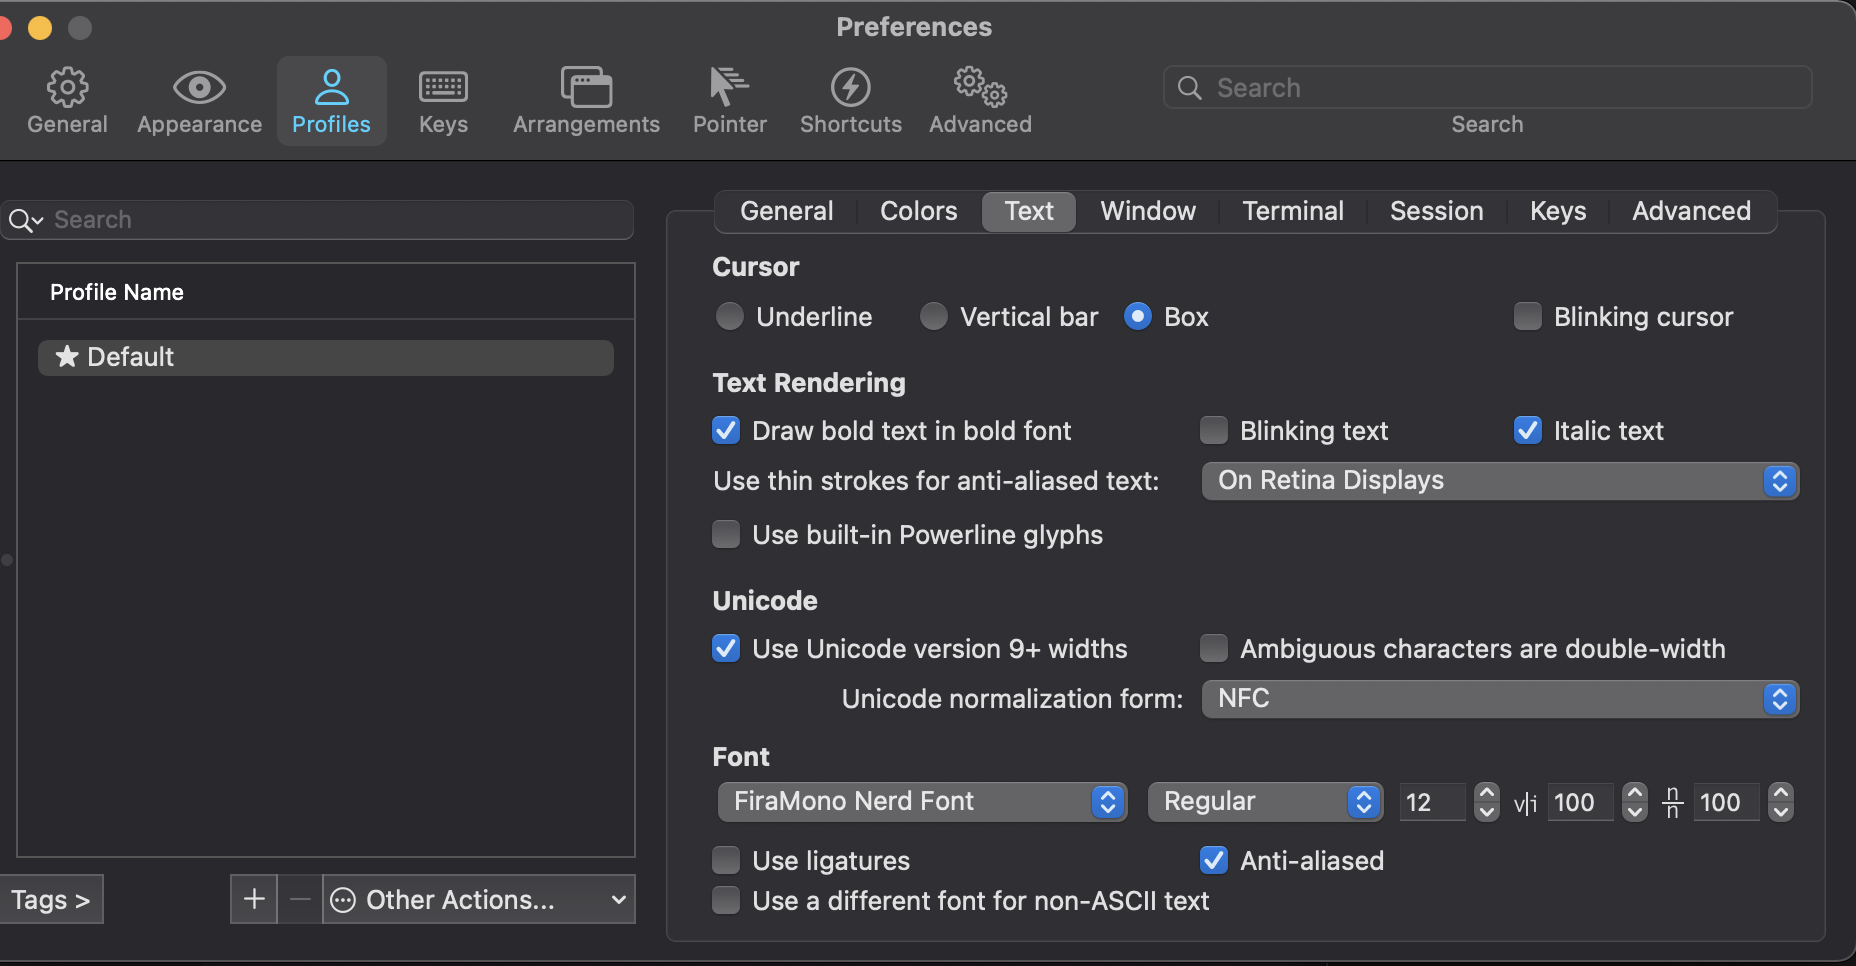 Preferences
General Appearance Profiles Keys Arrangements Pointer Shortcuts Advanced
Search
Search
Search
Profile Name
Default
Tags >
Other Actions...
General Colors Text Window Terminal Session Keys Advanced
Cursor
Underline Vertical bar Box Blinking cursor
Text Rendering
Draw bold text in bold font Blinking text Italic text
Use thin strokes for anti-aliased text: On Retina Displays
Use built-in Powerline glyphs
Unicode
Use Unicode version 9+ widths Ambiguous characters are double-width
Unicode normalization form: NFC
Font
FiraMono Nerd Font Regular 12 v|i 100 n/n 100
Use ligatures Anti-aliased
Use a different font for non-ASCII text